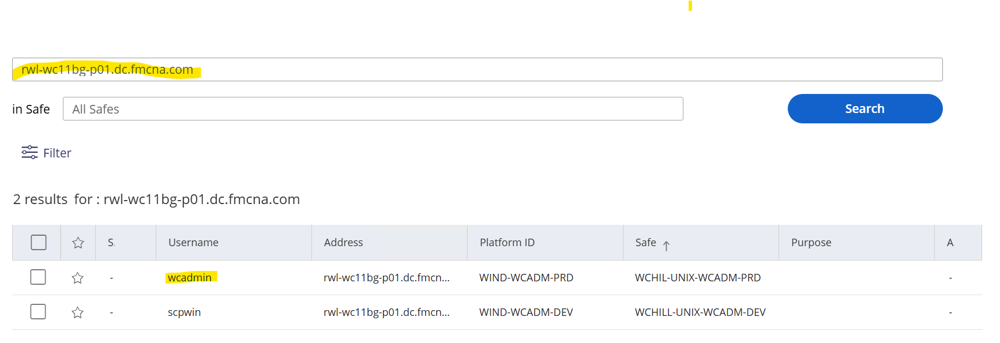 rwl-wc11bg-p01.dc.fmcna.com
in Safe All Safes Search
Filter
2 results for : rwl-wc11bg-p01.dc.fmcna.com
S. Username Address Platform ID Safe ↑ Purpose A
- wcadmin rwl-wc11bg-p01.dc.fmcn... WIND-WCADM-PRD WCHIL-UNIX-WCADM-PRD -
- scpwin rwl-wc11bg-p01.dc.fmcn... WIND-WCADM-DEV WCHILL-UNIX-WCADM-DEV -